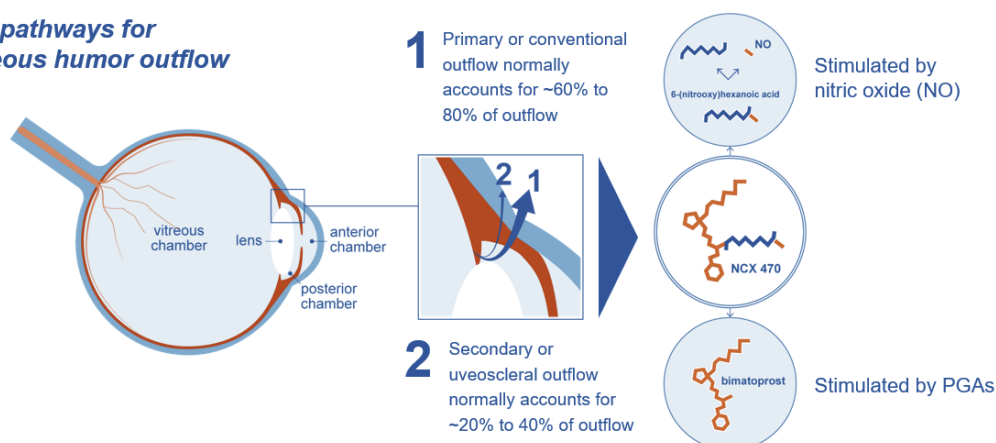 pathways for
eous humor outflow
1
Primary or conventional
outflow normally
accounts for ~60% to
80% of outflow
NO
6-(nitrooxy)hexanoic acid
Stimulated by
nitric oxide (NO)
2 1
vitreous
chamber
lens
anterior
chamber
posterior
chamber
NCX 470
2
Secondary or
uveoscleral outflow
normally accounts for
~20% to 40% of outflow
bimatoprost
Stimulated by PGAs